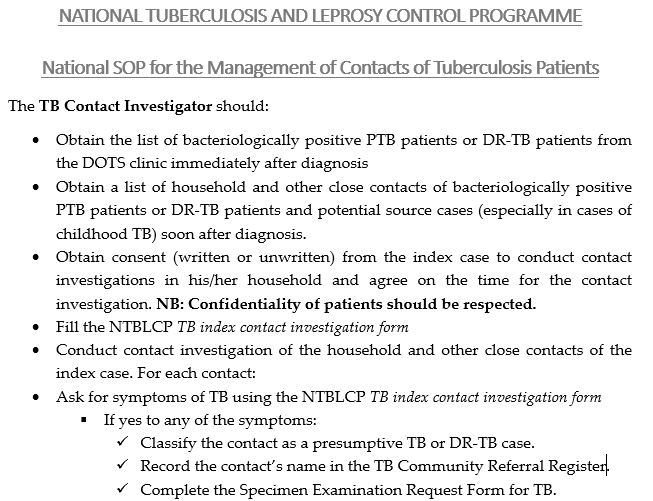 NATIONAL TUBERCULOSIS AND LEPROSY CONTROL PROGRAMME
National SOP for the Management of Contacts of Tuberculosis Patients
The TB Contact Investigator should:
• Obtain the list of bacteriologically positive PTB patients or DR-TB patients from
the DOTS clinic immediately after diagnosis
• Obtain a list of household and other close contacts of bacteriologically positive
PTB patients or DR-TB patients and potential source cases (especially in cases of
childhood TB) soon after diagnosis.
• Obtain consent (written or unwritten) from the index case to conduct contact
investigations in his/her household and agree on the time for the contact
investigation. NB: Confidentiality of patients should be respected.
• Fill the NTBLCP TB index contact investigation form
• Conduct contact investigation of the household and other close contacts of the
index case. For each contact:
• Ask for symptoms of TB using the NTBLCP TB index contact investigation form
▪ If yes to any of the symptoms:
✓ Classify the contact as a presumptive TB or DR-TB case.
✓ Record the contact's name in the TB Community Referral Register.
✓ Complete the Specimen Examination Request Form for TB.